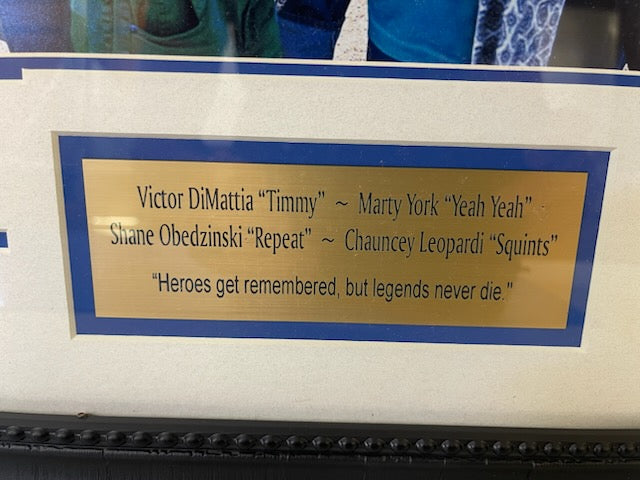 Victor DiMattia “Timmy” ~ Marty York “Yeah Yeah”
Shane Obedzinski “Repeat” ~ Chauncey Leopardi “Squints”
“Heroes get remembered, but legends never die."